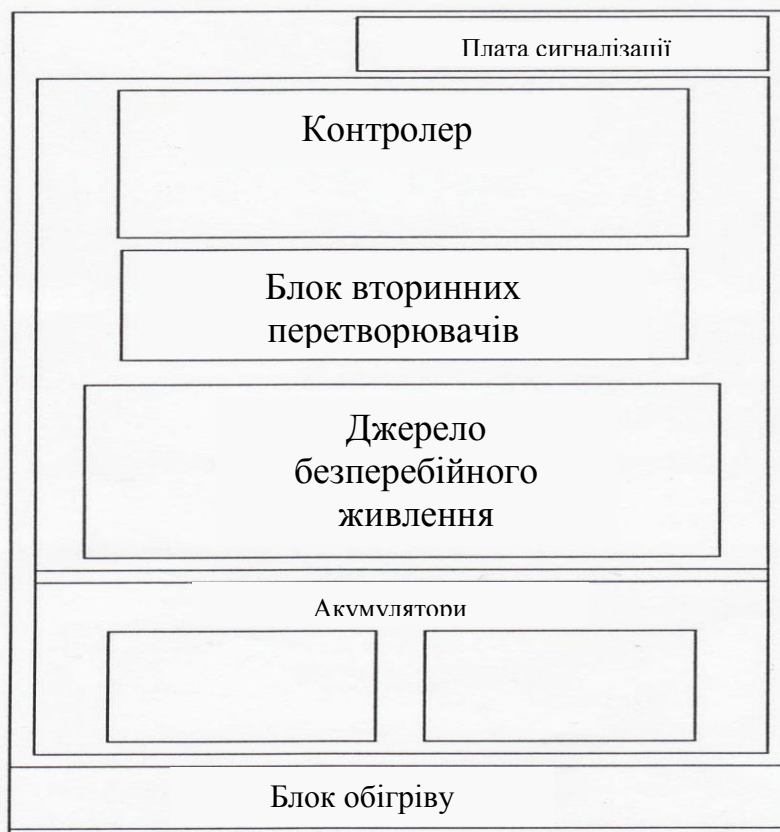 Плата сигналізації
Контролер
Блок вторинних
перетворювачів
Джерело
безперебійного
живлення
Акумулятори
Блок обігріву